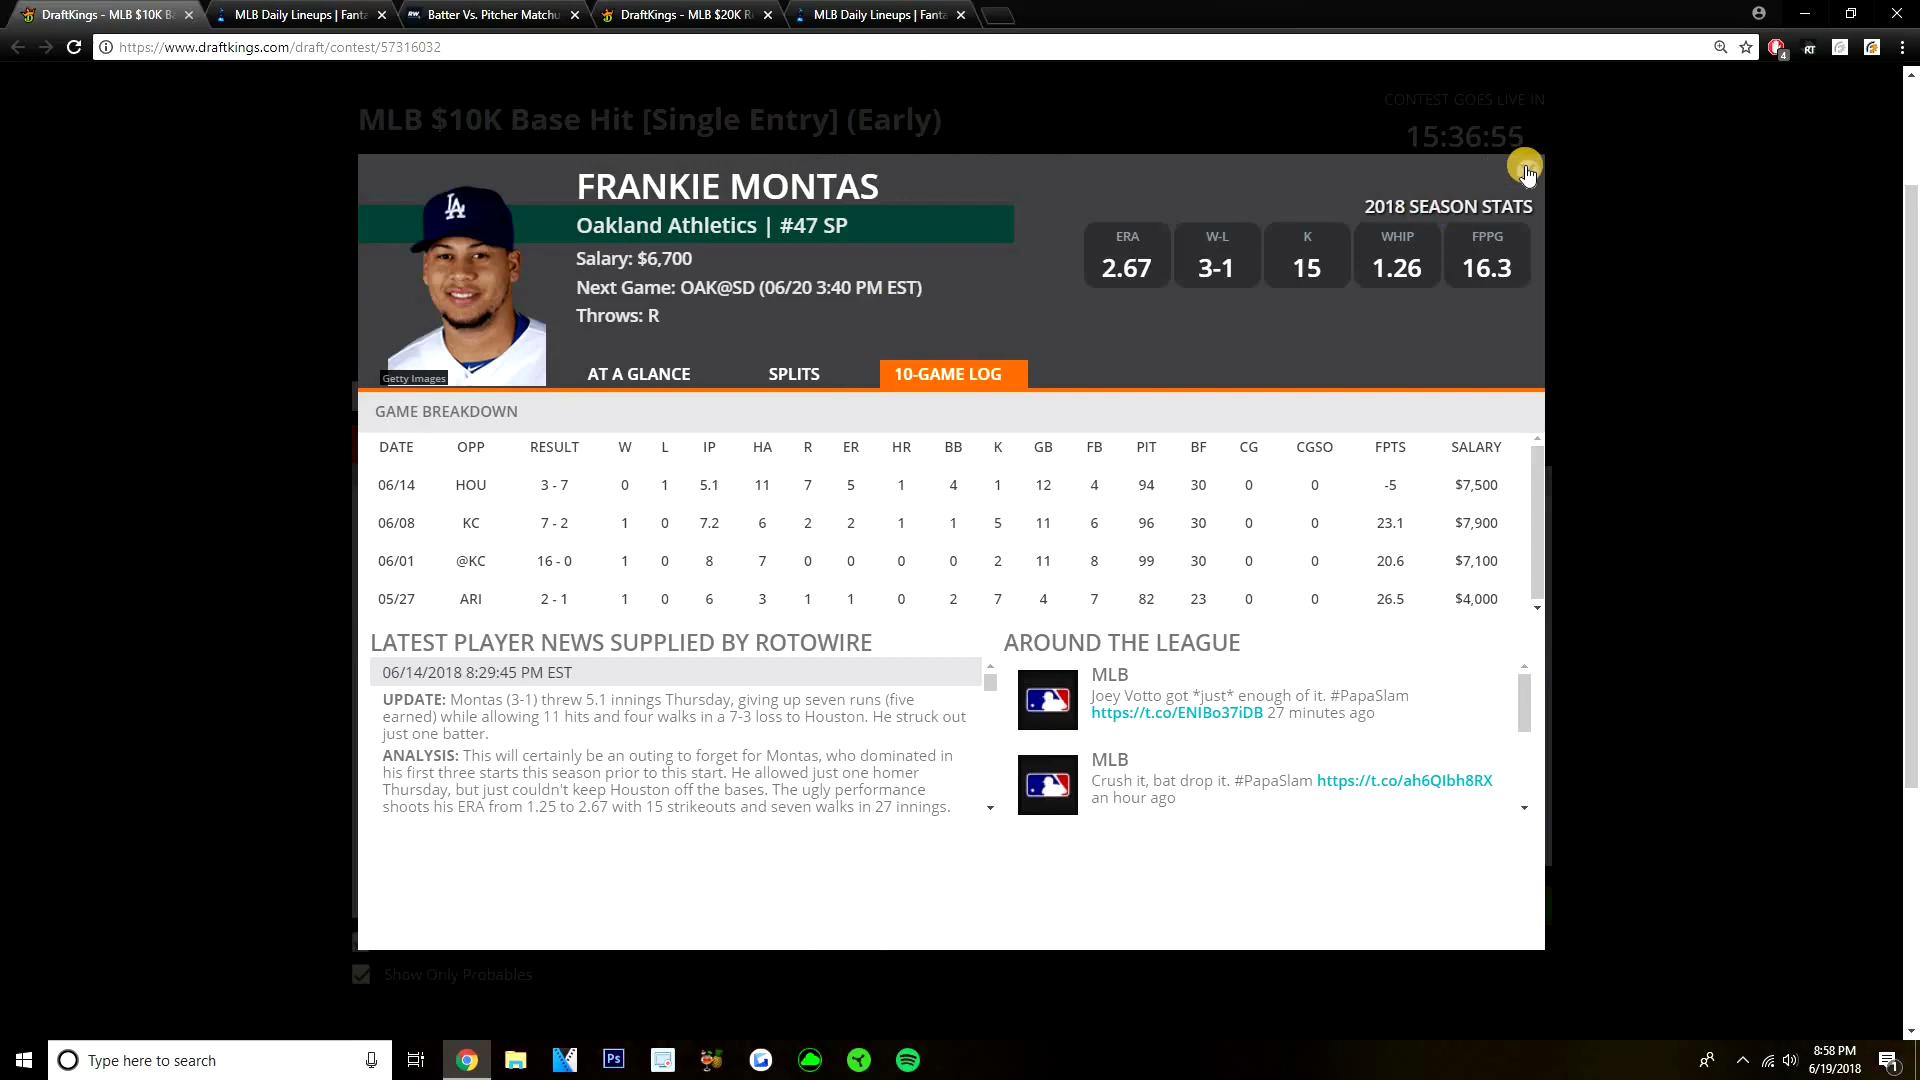 DraftKings - MLB $10K Ba
MLB Daily Lineups | Fanta
Batter Vs. Pitcher Matchu
DraftKings - MLB $20K R
MLB Daily Lineups | Fanta
https://www.draftkings.com/draft/contest/57316032
4
RT
MLB $10K Base Hit [Single Entry] (Early)
CONTEST GOES LIVE IN
15:36:55
LA
FRANKIE MONTAS
Oakland Athletics | #47 SP
Salary: $6,700
Next Game: OAK@SD (06/20 3:40 PM EST)
Throws: R
Getty Images
2018 SEASON STATS
ERA W-L K WHIP FPPG
2.67 3-1 15 1.26 16.3
AT A GLANCE SPLITS 10-GAME LOG
GAME BREAKDOWN
DATE OPP RESULT W L IP HA R ER HR BB K GB FB PIT BF CG CGSO FPTS SALARY
06/14 HOU 3 - 7 0 1 5.1 11 7 5 1 4 1 12 4 94 30 0 0 -5 $7,500
06/08 KC 7 - 2 1 0 7.2 6 2 2 1 1 5 11 6 96 30 0 0 23.1 $7,900
06/01 @KC 16 - 0 1 0 8 7 0 0 0 0 2 11 8 99 30 0 0 20.6 $7,100
05/27 ARI 2 - 1 1 0 6 3 1 1 0 2 7 4 7 82 23 0 0 26.5 $4,000
LATEST PLAYER NEWS SUPPLIED BY ROTOWIRE
06/14/2018 8:29:45 PM EST
UPDATE: Montas (3-1) threw 5.1 innings Thursday, giving up seven runs (five
earned) while allowing 11 hits and four walks in a 7-3 loss to Houston. He struck out
just one batter.
ANALYSIS: This will certainly be an outing to forget for Montas, who dominated in
his first three starts this season prior to this start. He allowed just one homer
Thursday, but just couldn't keep Houston off the bases. The ugly performance
shoots his ERA from 1.25 to 2.67 with 15 strikeouts and seven walks in 27 innings.
AROUND THE LEAGUE
MLB
Joey Votto got *just* enough of it. #PapaSlam
https://t.co/ENIBo37iDB 27 minutes ago
MLB
Crush it, bat drop it. #PapaSlam https://t.co/ah6QIbh8RX
an hour ago
Show Only Probables
Type here to search
Ps
8:58 PM
6/19/2018
1